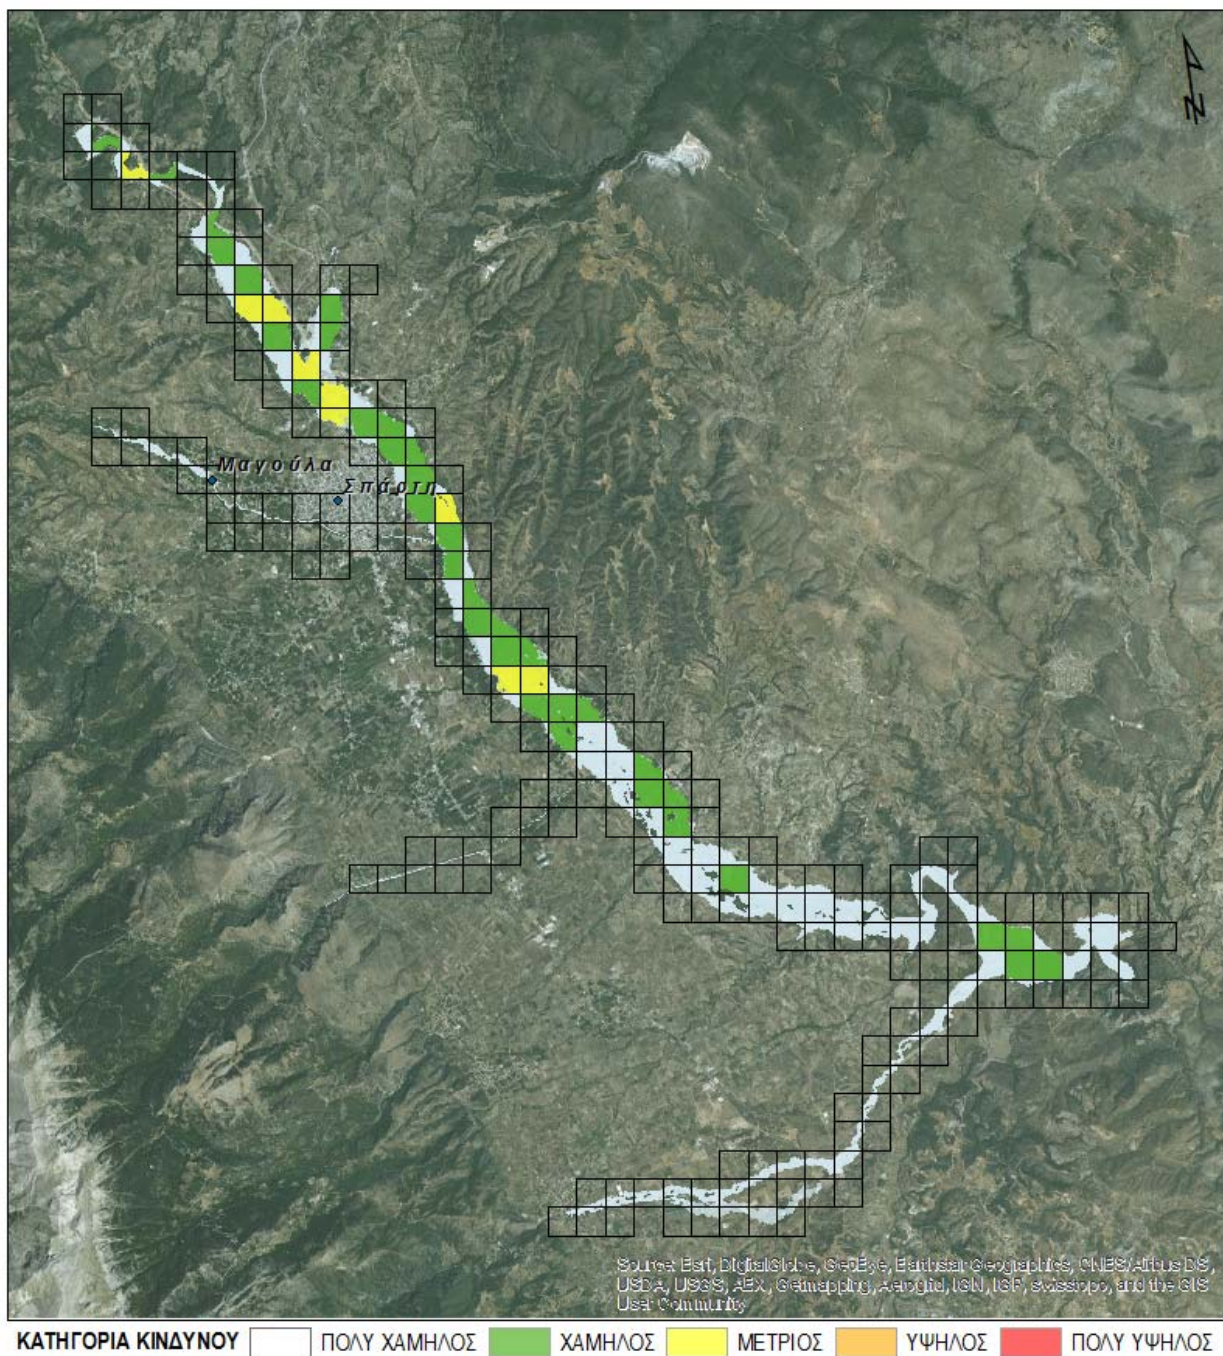 N
Μαγούλα
Σπάρτη
Source: Esri, DigitalGlobe, GeoEye, Earthstar Geographics, CNES/Airbus DS,
USDA, USGS, AEX, Getmapping, Aerogrid, IGN, IGP, swisstopo, and the GIS
User Community
ΚΑΤΗΓΟΡΙΑ ΚΙΝΔΥΝΟΥ ΠΟΛΥ ΧΑΜΗΛΟΣ ΧΑΜΗΛΟΣ ΜΕΤΡΙΟΣ ΥΨΗΛΟΣ ΠΟΛΥ ΥΨΗΛΟΣ